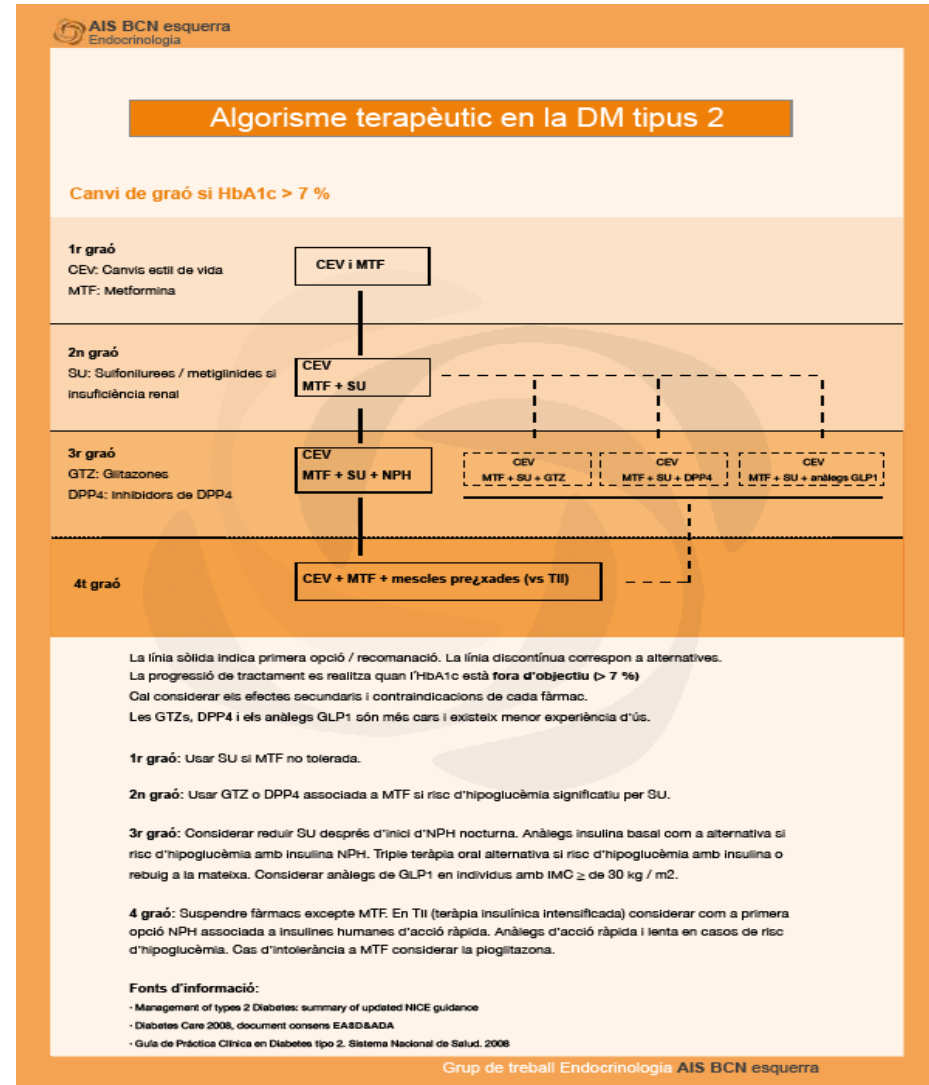 AIS BCN esquerra
Endocrinologia
Algorisme terapèutic en la DM tipus 2
Canvi de graó si HbA1c > 7 %
1r graó
CEV: Canvis estil de vida
MTF: Metformina
CEV i MTF
2n graó
SU: Sulfonilurees / metiglinides si
insuficiència renal
CEV
MTF + SU
3r graó
GTZ: Glitazones
DPP4: Inhibidors de DPP4
CEV
MTF + SU + NPH
CEV
MTF + SU + GTZ
CEV
MTF + SU + DPP4
CEV
MTF + SU + anàlegs GLP1
4t graó
CEV + MTF + mescles pre¿xades (vs TII)
La línia sòlida indica primera opció / recomanació. La línia discontínua correspon a alternatives.
La progressió de tractament es realitza quan l'HbA1c està fora d'objectiu (> 7 %)
Cal considerar els efectes secundaris i contraindicacions de cada fàrmac.
Les GTZs, DPP4 i els anàlegs GLP1 són més cars i existeix menor experiència d'ús.
1r graó: Usar SU si MTF no tolerada.
2n graó: Usar GTZ o DPP4 associada a MTF si risc d'hipoglucèmia significatiu per SU.
3r graó: Considerar reduir SU després d'inici d'NPH nocturna. Anàlegs insulina basal com a alternativa si
risc d'hipoglucèmia amb insulina NPH. Triple teràpia oral alternativa si risc d'hipoglucèmia amb insulina o
rebuig a la mateixa. Considerar anàlegs de GLP1 en individus amb IMC ≥ de 30 kg / m2.
4 graó: Suspendre fàrmacs excepte MTF. En TII (teràpia insulínica intensificada) considerar com a primera
opció NPH associada a insulines humanes d'acció ràpida. Anàlegs d'acció ràpida i lenta en casos de risc
d'hipoglucèmia. Cas d'intolerància a MTF considerar la pioglitazona.
Fonts d'informació:
- Management of types 2 Diabetes: summary of updated NICE guidance
- Diabetes Care 2008, document consens EASD&ADA
- Guía de Práctica Clínica en Diabetes tipo 2. Sistema Nacional de Salud. 2008
Grup de treball Endocrinologia AIS BCN esquerra